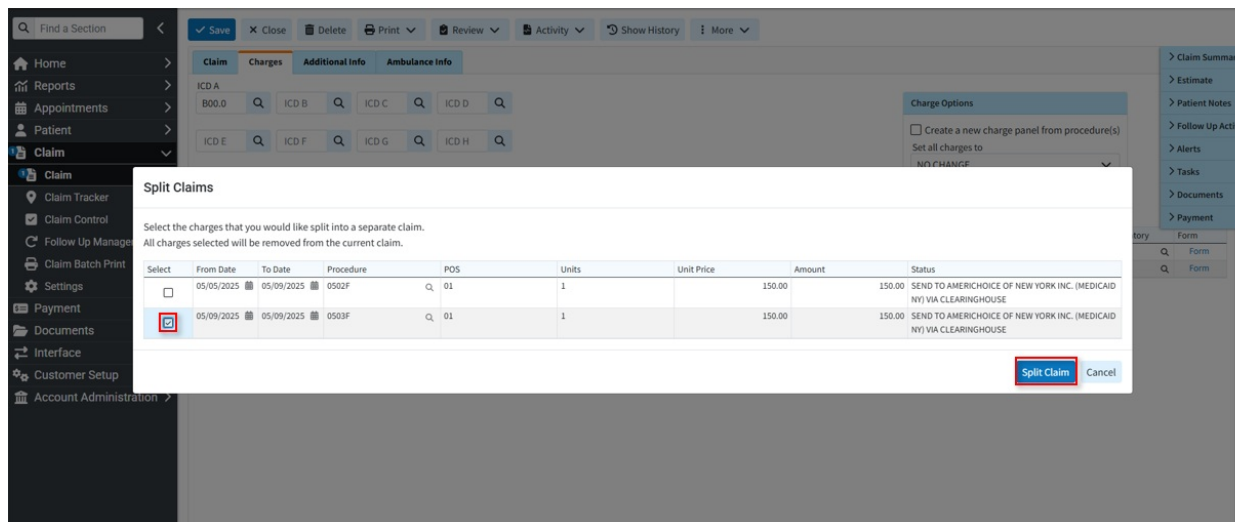 Find a Section
Save Close Delete Print Review Activity Show History More
Home
Reports
Appointments
Patient
Claim
Claim
Claim Tracker
Claim Control
Follow Up Manage
Claim Batch Print
Settings
Payment
Documents
Interface
Customer Setup
Account Administration
Claim Charges Additional Info Ambulance Info
ICD A
B00.0 ICD B ICD C ICD D
ICD E ICD F ICD G ICD H
Charge Options
Create a new charge panel from procedure(s)
Set all charges to
NO CHANGE
Claim Summar
Estimate
Patient Notes
Follow Up Acti
Alerts
Tasks
Documents
Payment
tory Form
Form
Form
Split Claims
Select the charges that you would like split into a separate claim.
All charges selected will be removed from the current claim.
Select From Date To Date Procedure POS Units Unit Price Amount Status
05/05/2025 05/09/2025 0502F 01 1 150.00 150.00 SEND TO AMERICHOICE OF NEW YORK INC. (MEDICAID
NY) VIA CLEARINGHOUSE
05/09/2025 05/09/2025 0503F 01 1 150.00 150.00 SEND TO AMERICHOICE OF NEW YORK INC. (MEDICAID
NY) VIA CLEARINGHOUSE
Split Claim Cancel